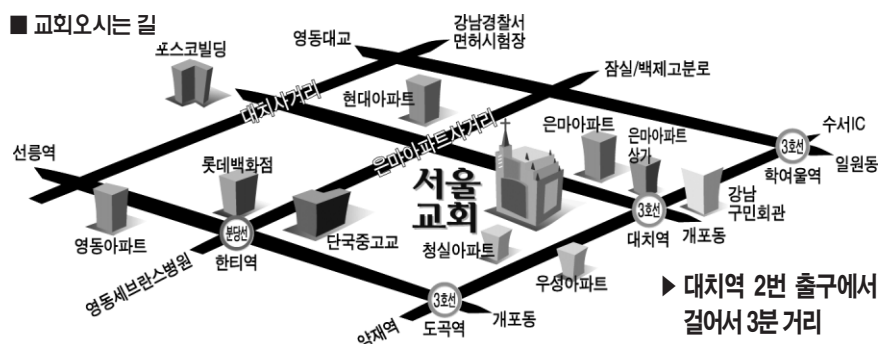 ■ 교회오시는 길
영동대교
강남경찰서
면허시험장
포스코빌딩
대치사거리
현대아파트
잠실/백제고분로
은마아파트사거리
은마아파트
은마아파트
상가
수서IC
3호선
학여울역
일원동
선릉역
롯데백화점
서울
교회
강남
구민회관
영동아파트
분당선
한티역
단국중고교
청실아파트
3호선
대치역
개포동
영동세브란스병원
우성아파트
3호선
도곡역
개포동
양재역
▶ 대치역 2번 출구에서
걸어서 3분 거리